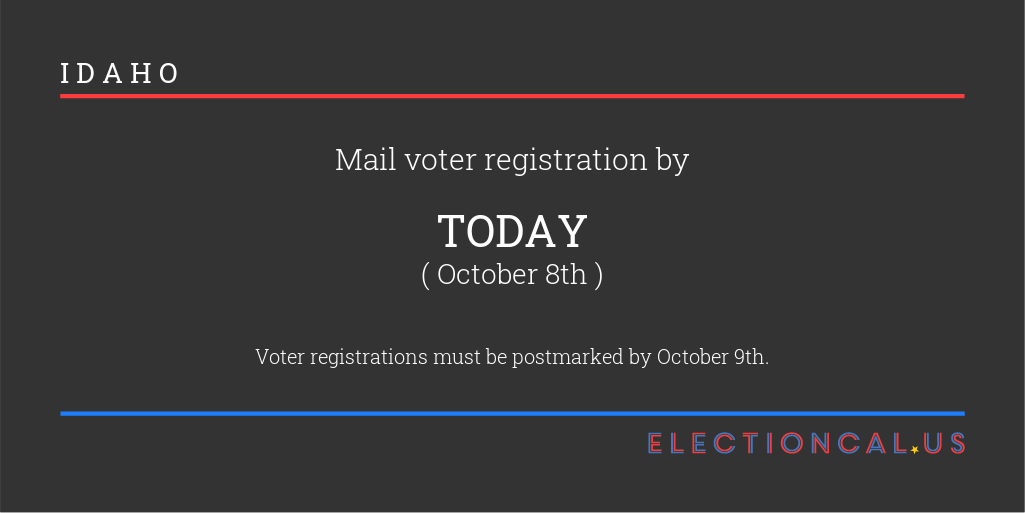 IDAHO
Mail voter registration by
TODAY
( October 8th )
Voter registrations must be postmarked by October 9th.
ELECTIONCAL.US